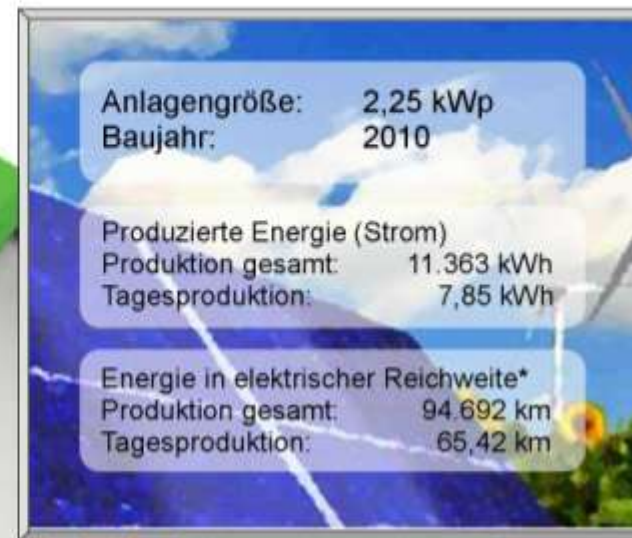 Anlagengröße: 2,25 kWp
Baujahr: 2010
Produzierte Energie (Strom)
Produktion gesamt: 11.363 kWh
Tagesproduktion: 7,85 kWh
Energie in elektrischer Reichweite*
Produktion gesamt: 94.692 km
Tagesproduktion: 65,42 km